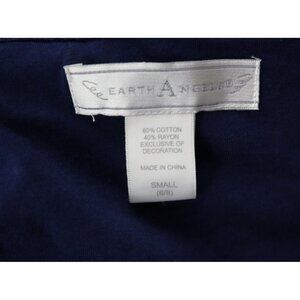 EARTH ANGELS
60% COTTON
40% RAYON
EXCLUSIVE OF
DECORATION
MADE IN CHINA
SMALL
(6/8)